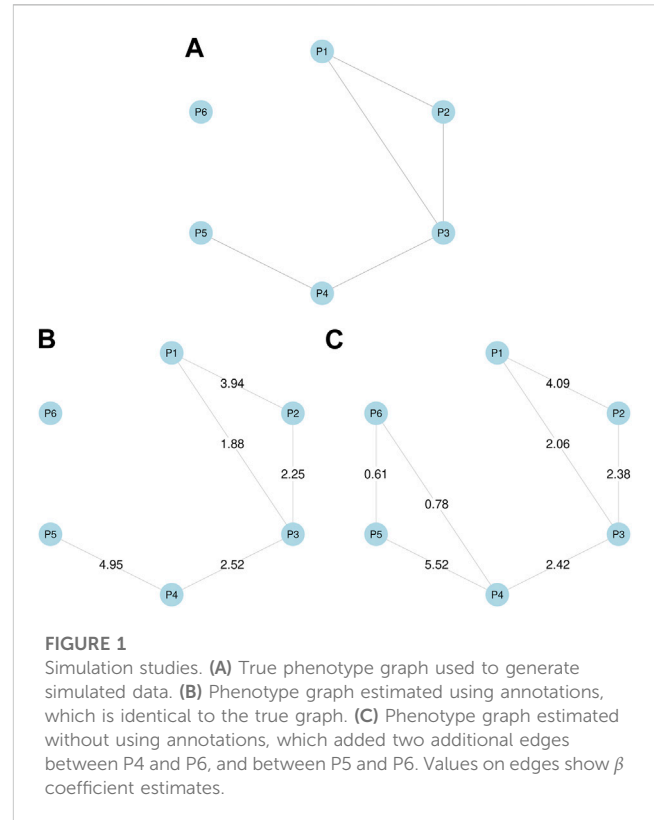 A
P1
P6
P2
P5
P3
P4
B
C
P1
P1
3.94
4.09
P6
P2
P6
P2
1.88
2.06
0.61
2.25
2.38
0.78
P5
P3
P5
P3
4.95
2.52
5.52
2.42
P4
P4
FIGURE 1
Simulation studies. (A) True phenotype graph used to generate
simulated data. (B) Phenotype graph estimated using annotations,
which is identical to the true graph. (C) Phenotype graph estimated
without using annotations, which added two additional edges
between P4 and P6, and between P5 and P6. Values on edges show β
coefficient estimates.